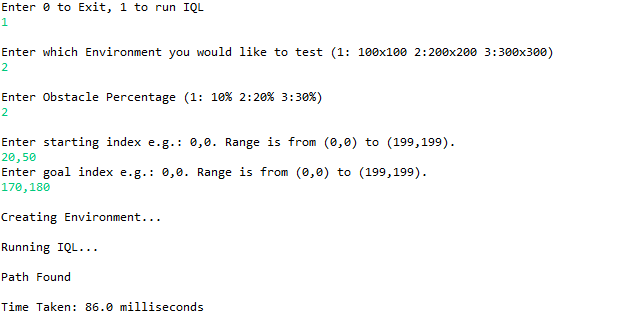 Enter 0 to Exit, 1 to run IQL
1
Enter which Environment you would like to test (1: 100x100 2:200x200 3:300x300)
2
Enter Obstacle Percentage (1: 10% 2:20% 3:30%)
2
Enter starting index e.g.: 0,0. Range is from (0,0) to (199,199).
20,50
Enter goal index e.g.: 0,0. Range is from (0,0) to (199,199).
170,180
Creating Environment...
Running IQL...
Path Found
Time Taken: 86.0 milliseconds